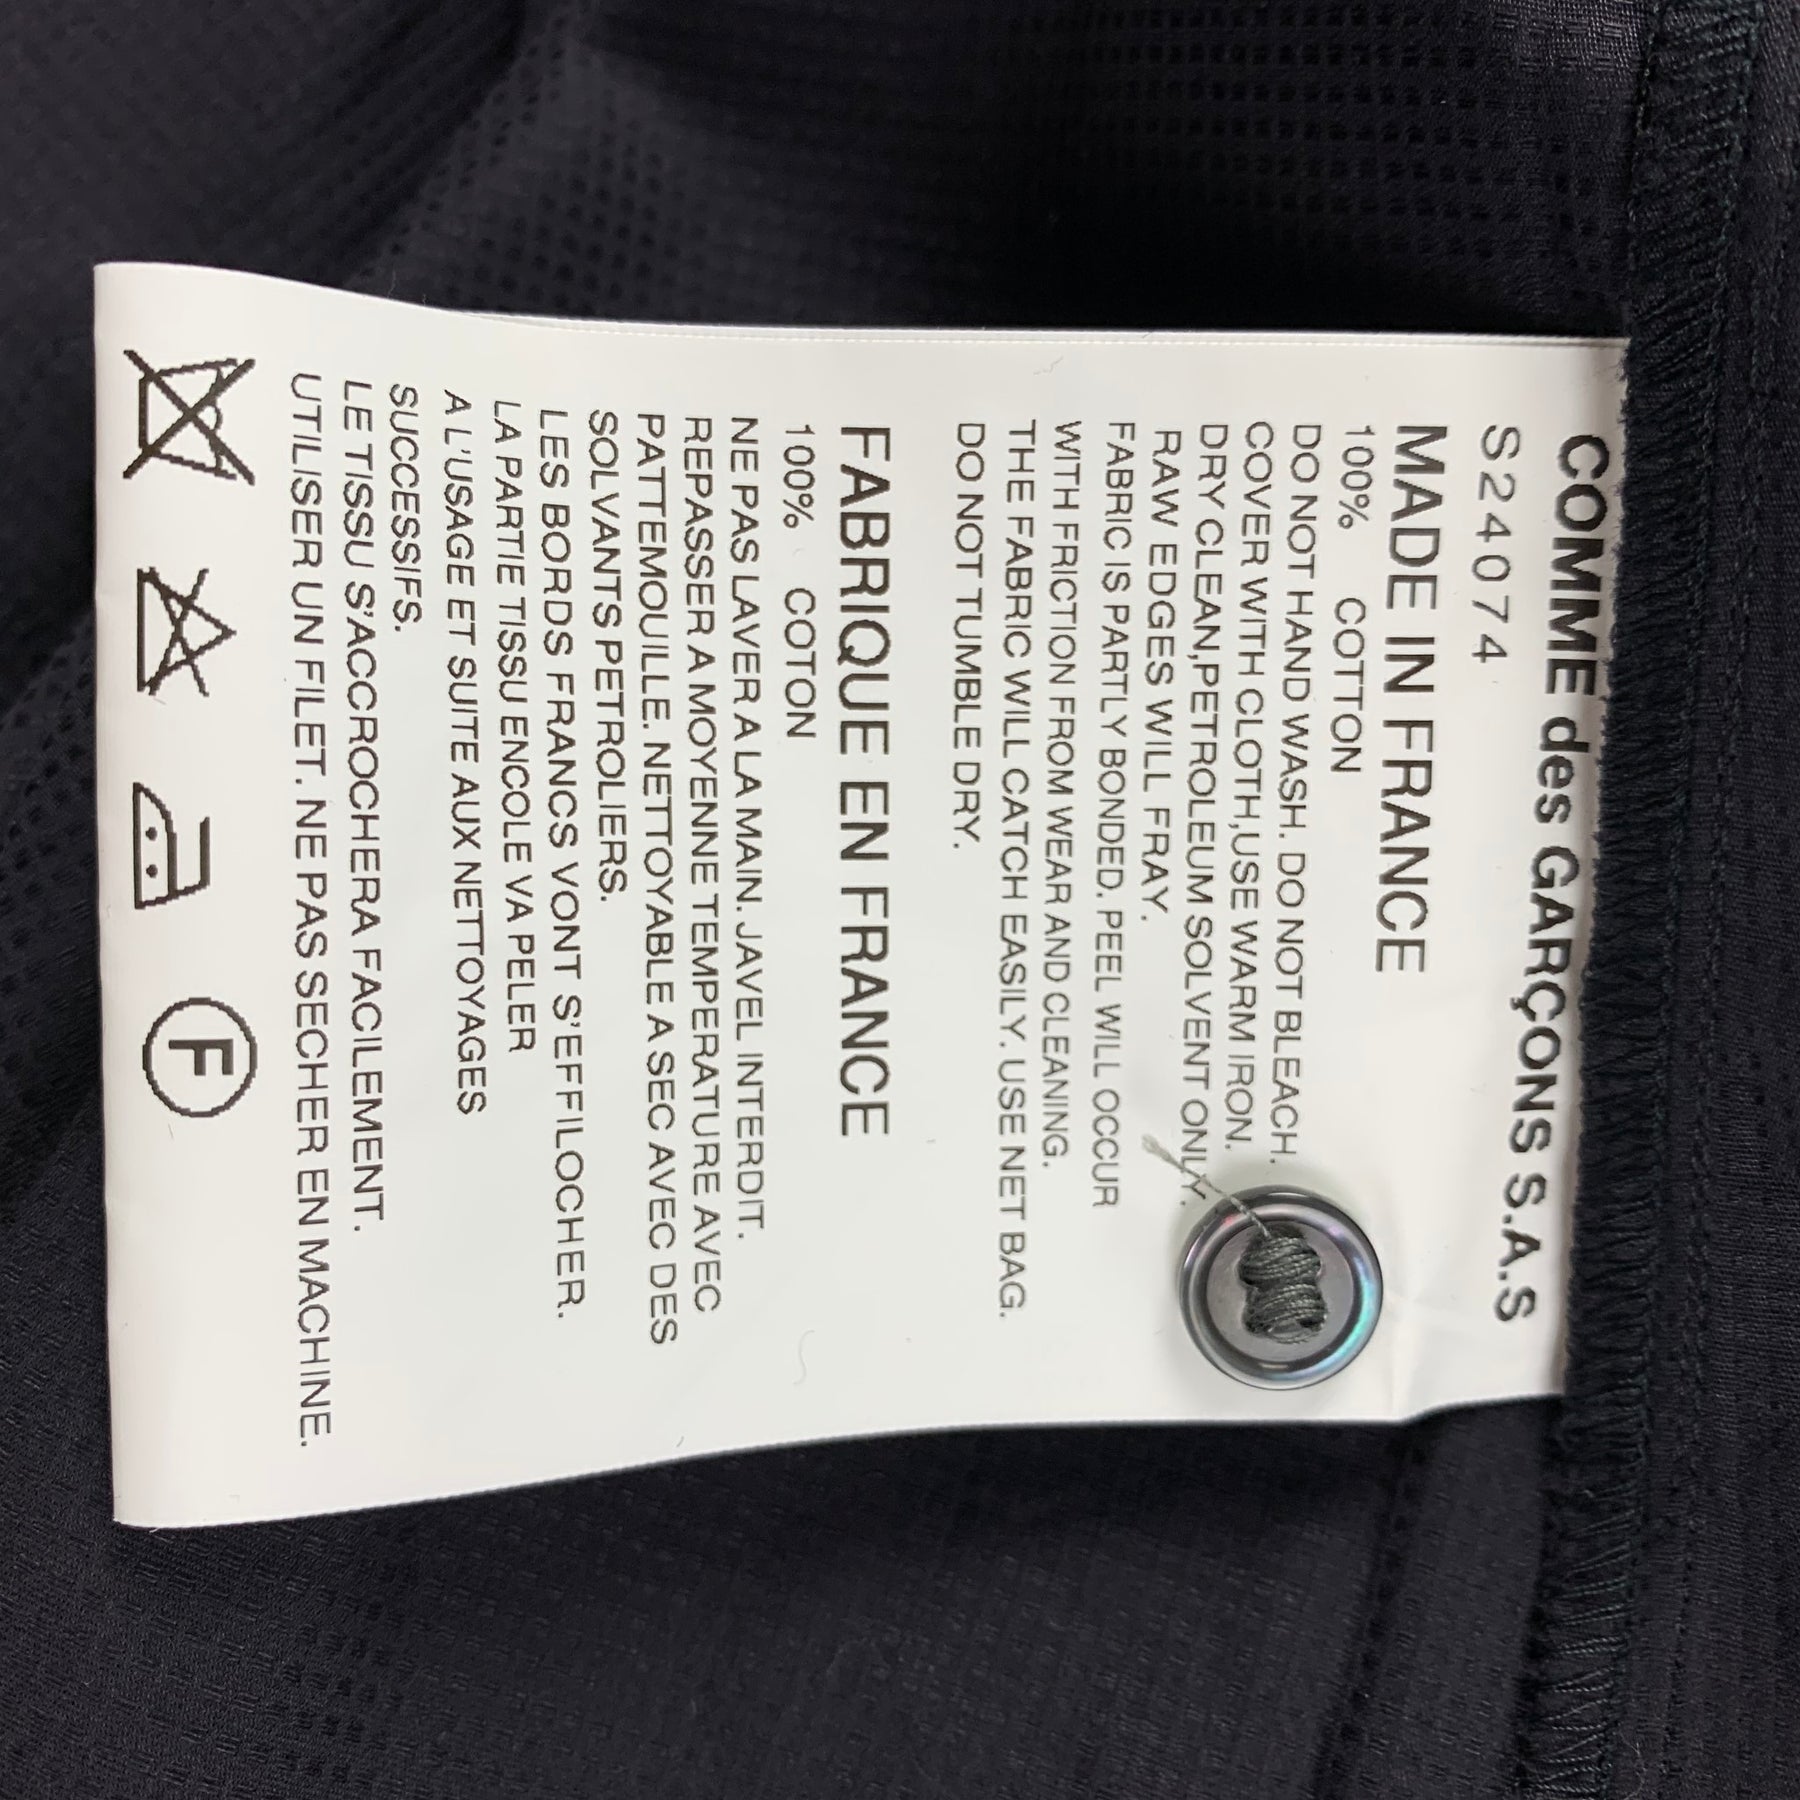 COMME des GARÇONS S.A.S
S24074
MADE IN FRANCE
100% COTTON
DO NOT HAND WASH. DO NOT BLEACH.
COVER WITH CLOTH,USE WARM IRON.
DRY CLEAN,PETROLEUM SOLVENT ONLY.
RAW EDGES WILL FRAY.
FABRIC IS PARTLY BONDED. PEEL WILL OCCUR
WITH FRICTION FROM WEAR AND CLEANING.
THE FABRIC WILL CATCH EASILY. USE NET BAG.
DO NOT TUMBLE DRY.
FABRIQUE EN FRANCE
100% COTON
NE PAS LAVER A LA MAIN. JAVEL INTERDIT.
REPASSER A MOYENNE TEMPERATURE AVEC
PATTEMOUILLE. NETTOYABLE A SEC AVEC DES
SOLVANTS PETROLIERS.
LES BORDS FRANCS VONT S'EFFILOCHER.
LA PARTIE TISSU ENCOLE VA PELER
A L'USAGE ET SUITE AUX NETTOYAGES
SUCCESSIFS.
LE TISSU S'ACCROCHERA FACILEMENT.
UTILISER UN FILET. NE PAS SECHER EN MACHINE.
F